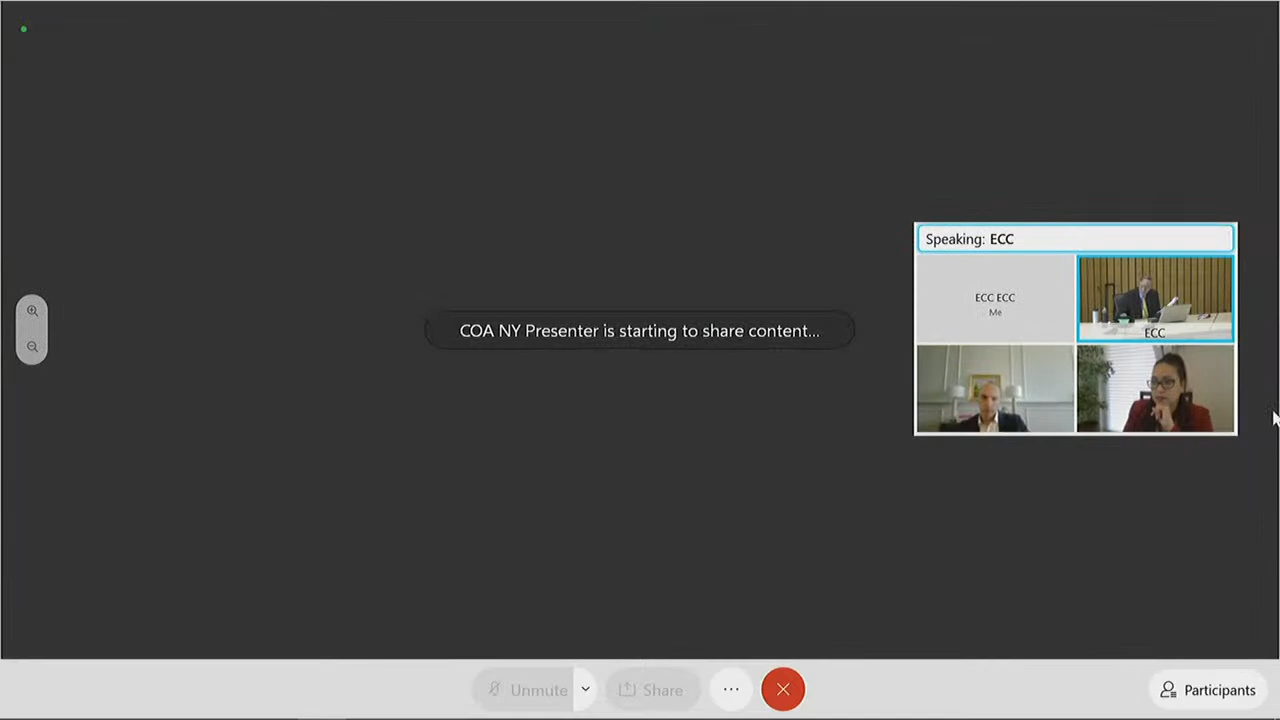 Speaking: ECC
ECC ECC
Me
ECC
COA NY Presenter is starting to share content...
Unmute
Share
Participants